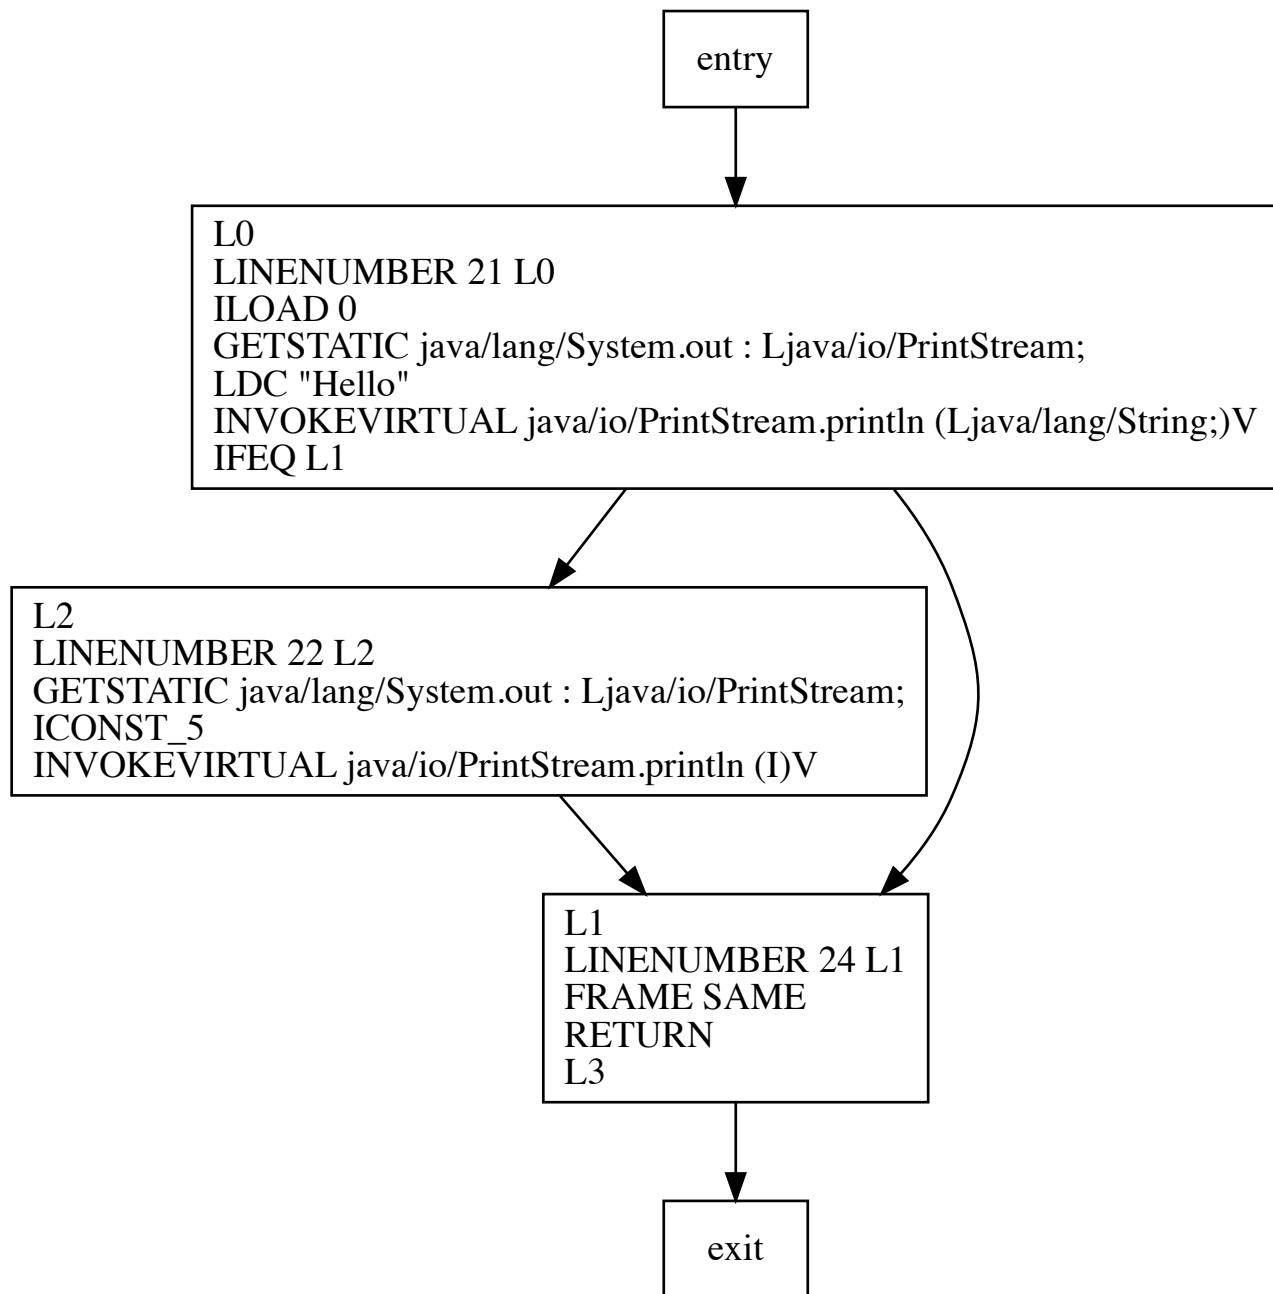 entry
L0
LINENUMBER 21 L0
ILOAD 0
GETSTATIC java/lang/System.out : Ljava/io/PrintStream;
LDC "Hello"
INVOKEVIRTUAL java/io/PrintStream.println (Ljava/lang/String;)V
IFEQ L1
L2
LINENUMBER 22 L2
GETSTATIC java/lang/System.out : Ljava/io/PrintStream;
ICONST_5
INVOKEVIRTUAL java/io/PrintStream.println (I)V
L1
LINENUMBER 24 L1
FRAME SAME
RETURN
L3
exit